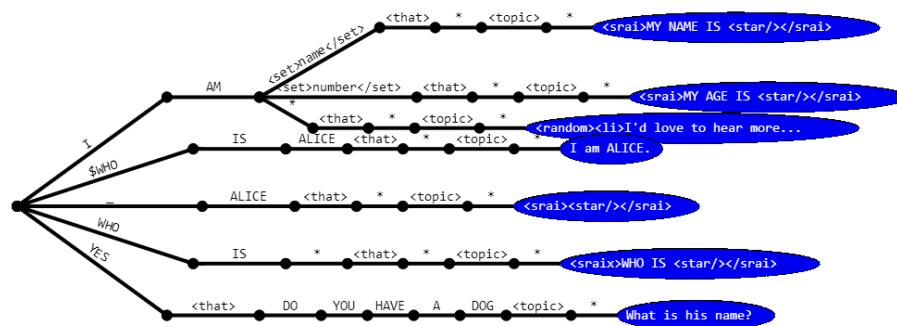 <set>name</set> <that> * <topic> * <srai>MY NAME IS <star/></srai>
I AM <set>number</set> <that> * <topic> * <srai>MY AGE IS <star/></srai>
* <that> * <topic> * <random><li>I'd love to hear more...
$WHO IS ALICE <that> * <topic> * I am ALICE.
_ ALICE <that> * <topic> * <srai><star/></srai>
WHO IS * <that> * <topic> * <sraix>WHO IS <star/></srai>
YES <that> DO YOU HAVE A DOG <topic> * What is his name?